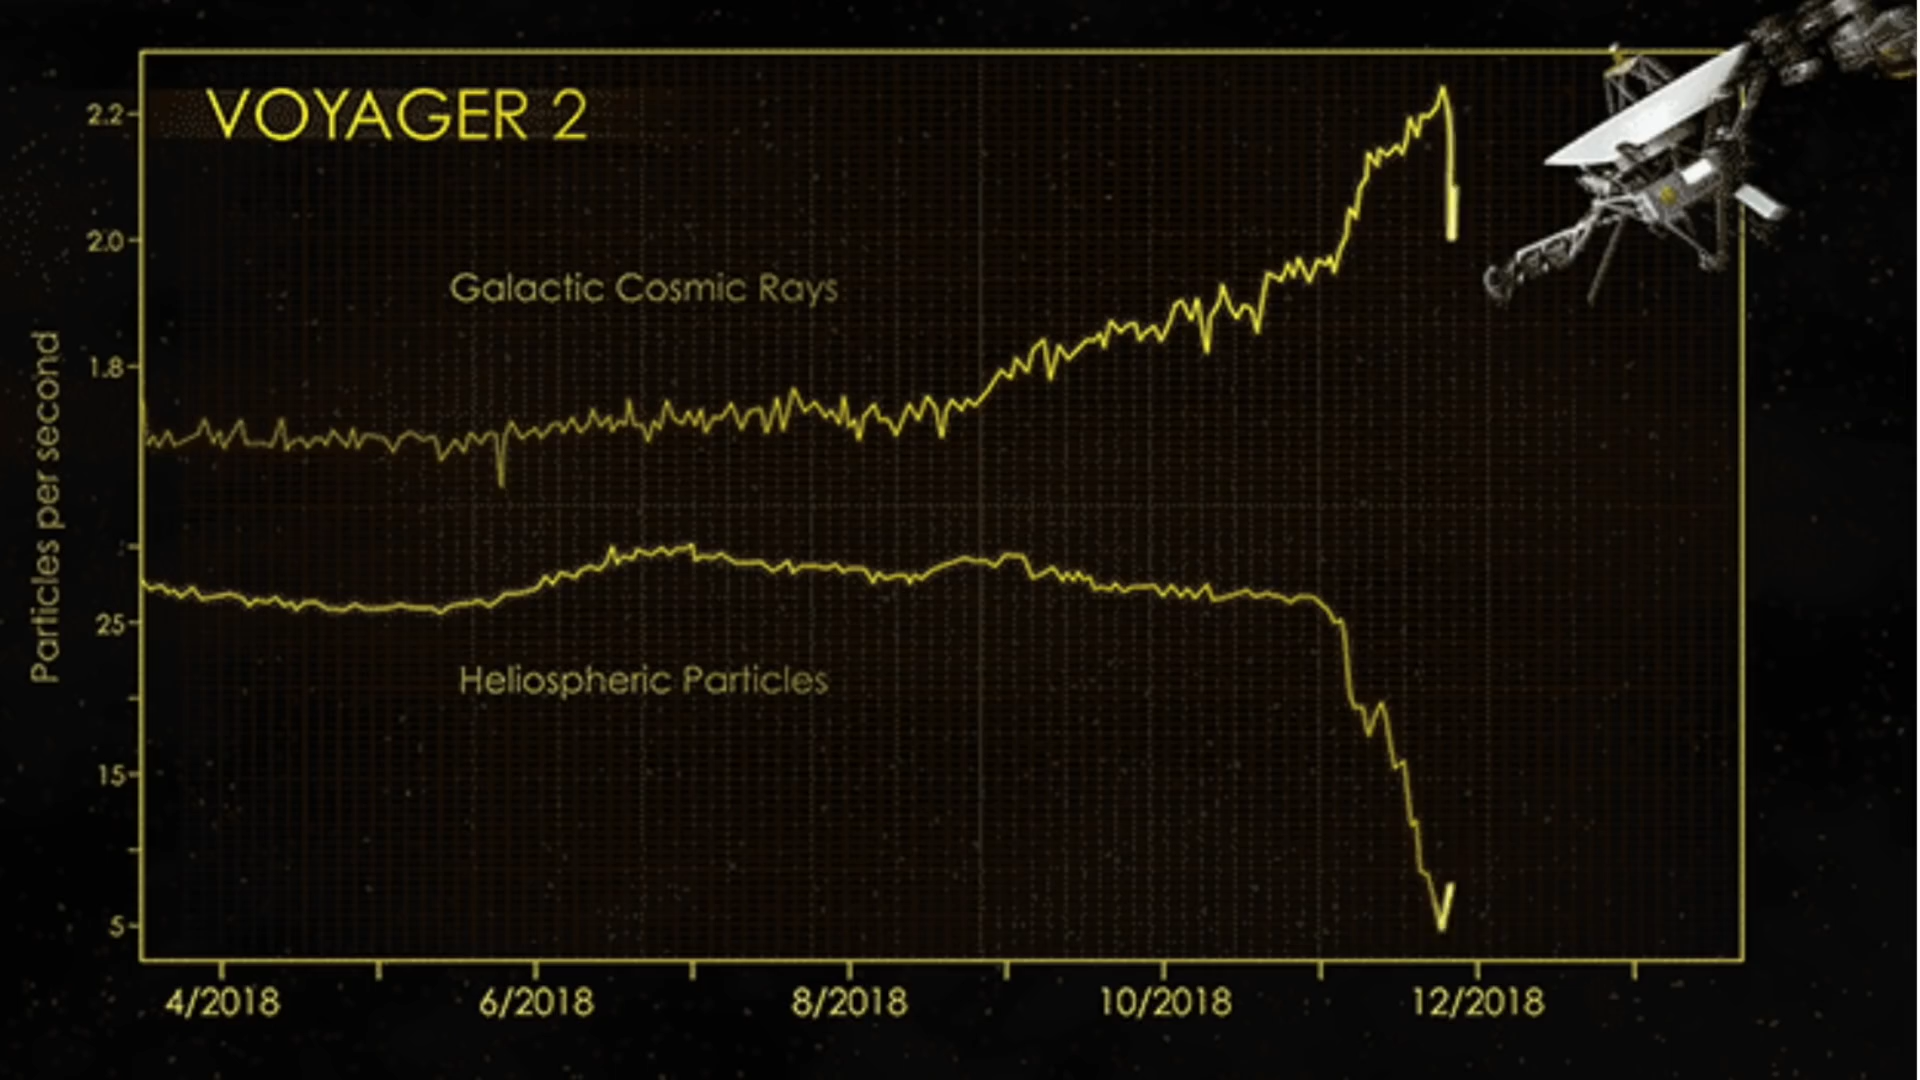 VOYAGER 2
2.2
2.0
Galactic Cosmic Rays
1.8
Particles per second
25
Heliospheric Particles
15
5
4/2018 6/2018 8/2018 10/2018 12/2018